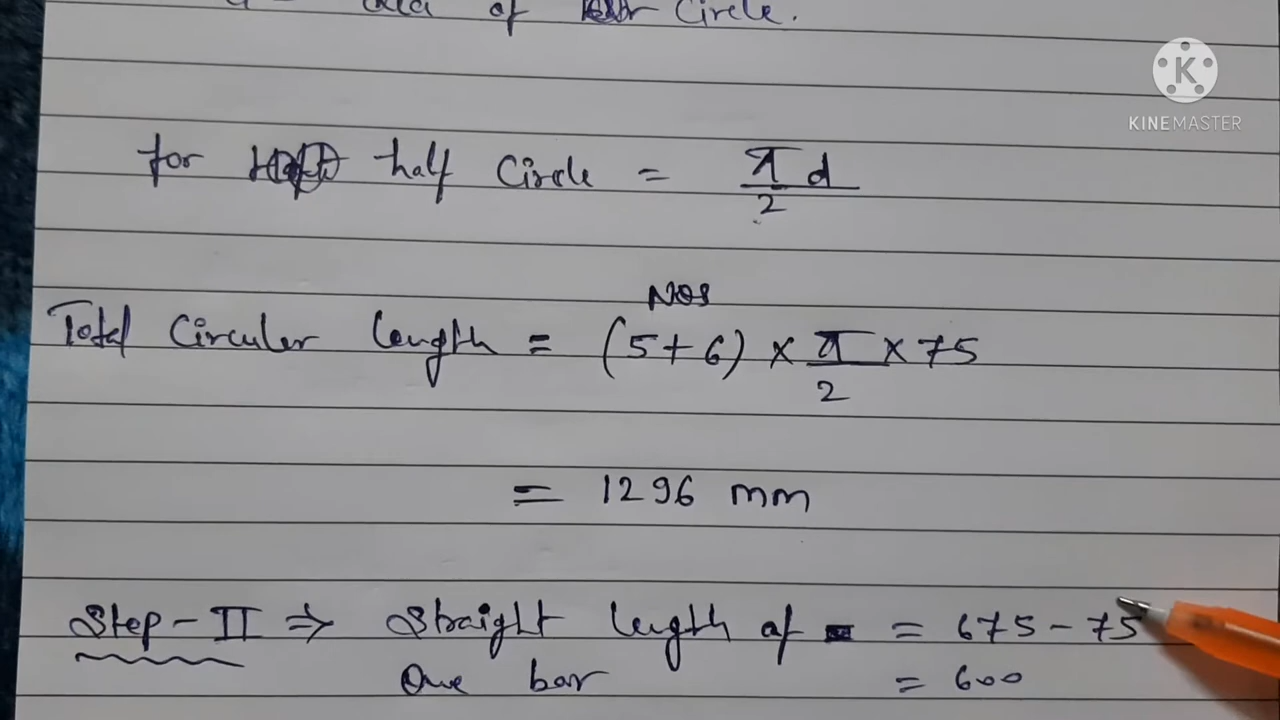 of Circle.
K
KINEMASTER
for half Circle = π d
2
Nos
Total Circuler length = (5+6) × π × 75
2
= 1296 mm
Step-II ⇒ Straight length of = 675-75
One bar = 600